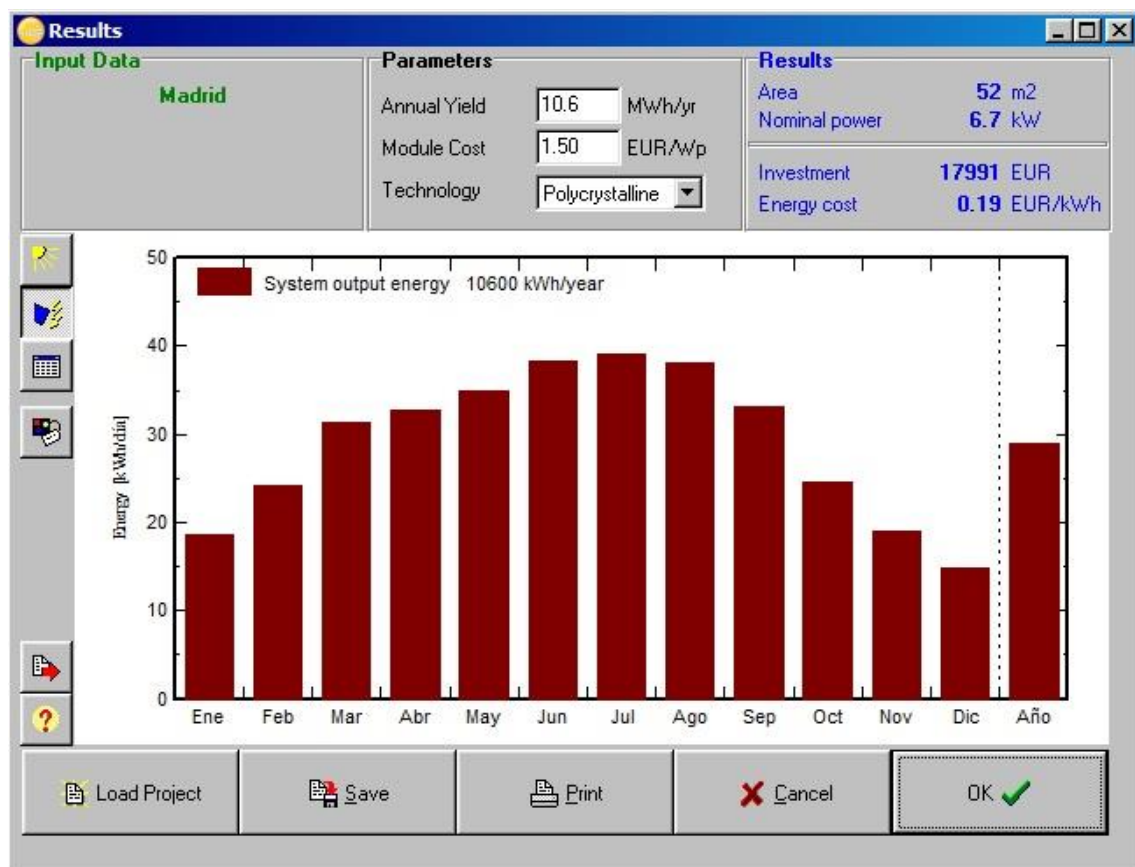 Results
Input Data
Madrid
Parameters
Annual Yield 10.6 MWh/yr
Module Cost 1.50 EUR/Wp
Technology Polycrystalline
Results
Area 52 m2
Nominal power 6.7 kW
Investment 17991 EUR
Energy cost 0.19 EUR/kWh
System output energy 10600 kWh/year
Energy [kWh/día]
50
40
30
20
10
0
Ene Feb Mar Abr May Jun Jul Ago Sep Oct Nov Dic Año
Load Project Save Print Cancel OK